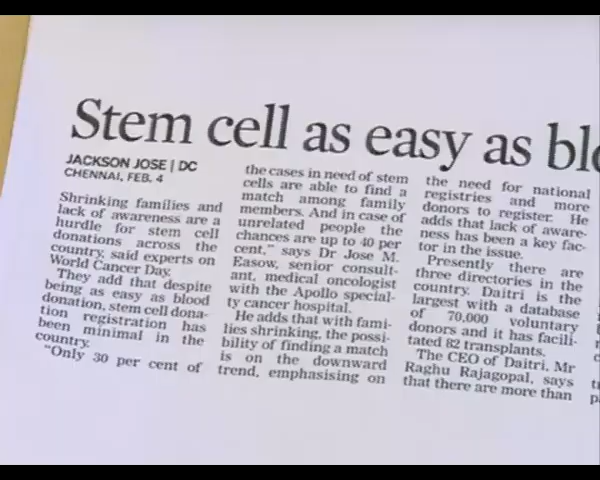 Stem cell as easy as blo
JACKSON JOSE | DC
CHENNAI, FEB. 4
Shrinking families and
lack of awareness are a
hurdle for stem cell
donations across the
country, said experts on
World Cancer Day.
They add that despite
being as easy as blood
donation, stem cell dona-
tion registration has
been minimal in the
country.
"Only 30 per cent of
the cases in need of stem
cells are able to find a
match among family
members. And in case of
unrelated people the
chances are up to 40 per
cent," says Dr Jose M.
Easow, senior consult-
ant, medical oncologist
with the Apollo special-
ty cancer hospital.
He adds that with fami-
lies shrinking, the possi-
bility of finding a match
is on the downward
trend, emphasising on
the need for national
registries and more
donors to register. He
adds that lack of aware-
ness has been a key fac-
tor in the issue.
Presently there are
three directories in the
country. Daitri is the
largest with a database
of 70,000 voluntary
donors and it has facili-
tated 82 transplants.
The CEO of Daitri, Mr
Raghu Rajagopal, says
that there are more than